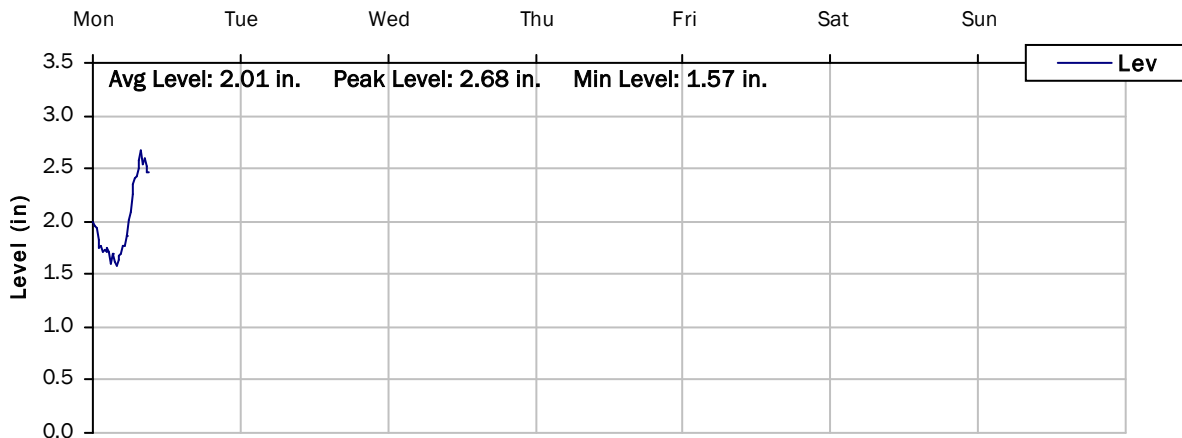 Mon Tue Wed Thu Fri Sat Sun
3.5
Avg Level: 2.01 in. Peak Level: 2.68 in. Min Level: 1.57 in.
Lev
3.0
2.5
2.0
1.5
1.0
0.5
0.0
Level (in)